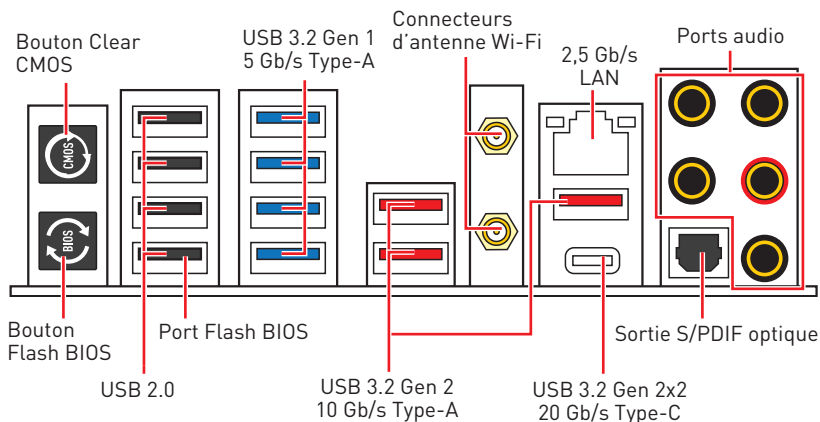 Bouton Clear
CMOS
USB 3.2 Gen 1
5 Gb/s Type-A
Connecteurs
d'antenne Wi-Fi
2,5 Gb/s
LAN
Ports audio
CMOS
BIOS
Bouton
Flash BIOS
Port Flash BIOS
Sortie S/PDIF optique
USB 2.0
USB 3.2 Gen 2
10 Gb/s Type-A
USB 3.2 Gen 2x2
20 Gb/s Type-C